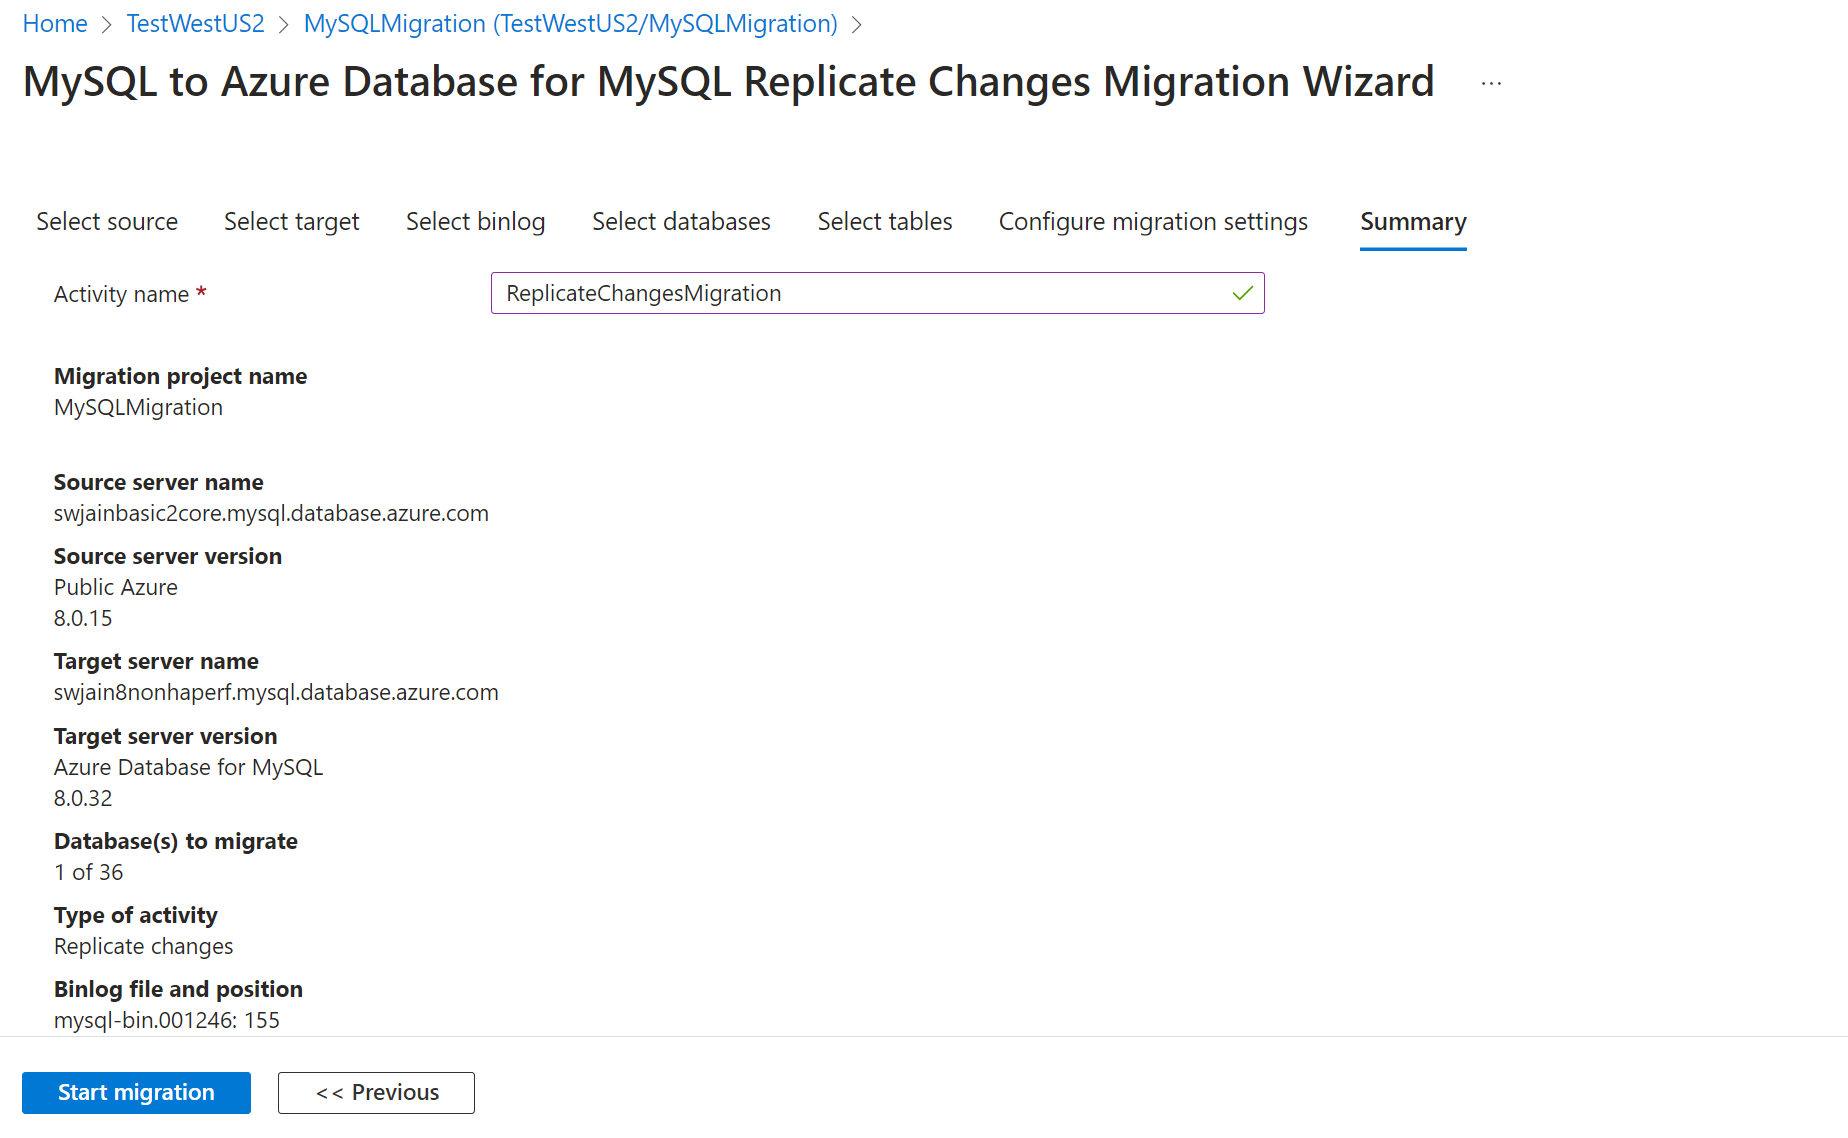 Home > TestWestUS2 > MySQLMigration (TestWestUS2/MySQLMigration) >
MySQL to Azure Database for MySQL Replicate Changes Migration Wizard ...
Select source Select target Select binlog Select databases Select tables Configure migration settings Summary
Activity name * ReplicateChangesMigration
Migration project name
MySQLMigration
Source server name
swjainbasic2core.mysql.database.azure.com
Source server version
Public Azure
8.0.15
Target server name
swjain8nonhaperf.mysql.database.azure.com
Target server version
Azure Database for MySQL
8.0.32
Database(s) to migrate
1 of 36
Type of activity
Replicate changes
Binlog file and position
mysql-bin.001246: 155
Start migration << Previous